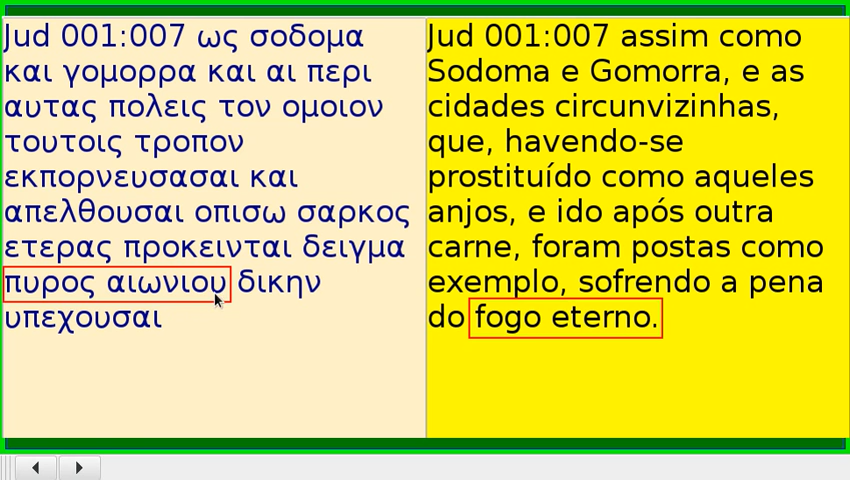 Jud 001:007 ως σοδομα
και γομορρα και αι περι
αυτας πολεις τον ομοιον
τουτοις τροπον
εκπορνευσασαι και
απελθουσαι οπισω σαρκος
ετερας προκεινται δειγμα
πυρος αιωνιου δικην
υπεχουσαι
Jud 001:007 assim como
Sodoma e Gomorra, e as
cidades circunvizinhas,
que, havendo-se
prostituído como aqueles
anjos, e ido após outra
carne, foram postas como
exemplo, sofrendo a pena
do fogo eterno.